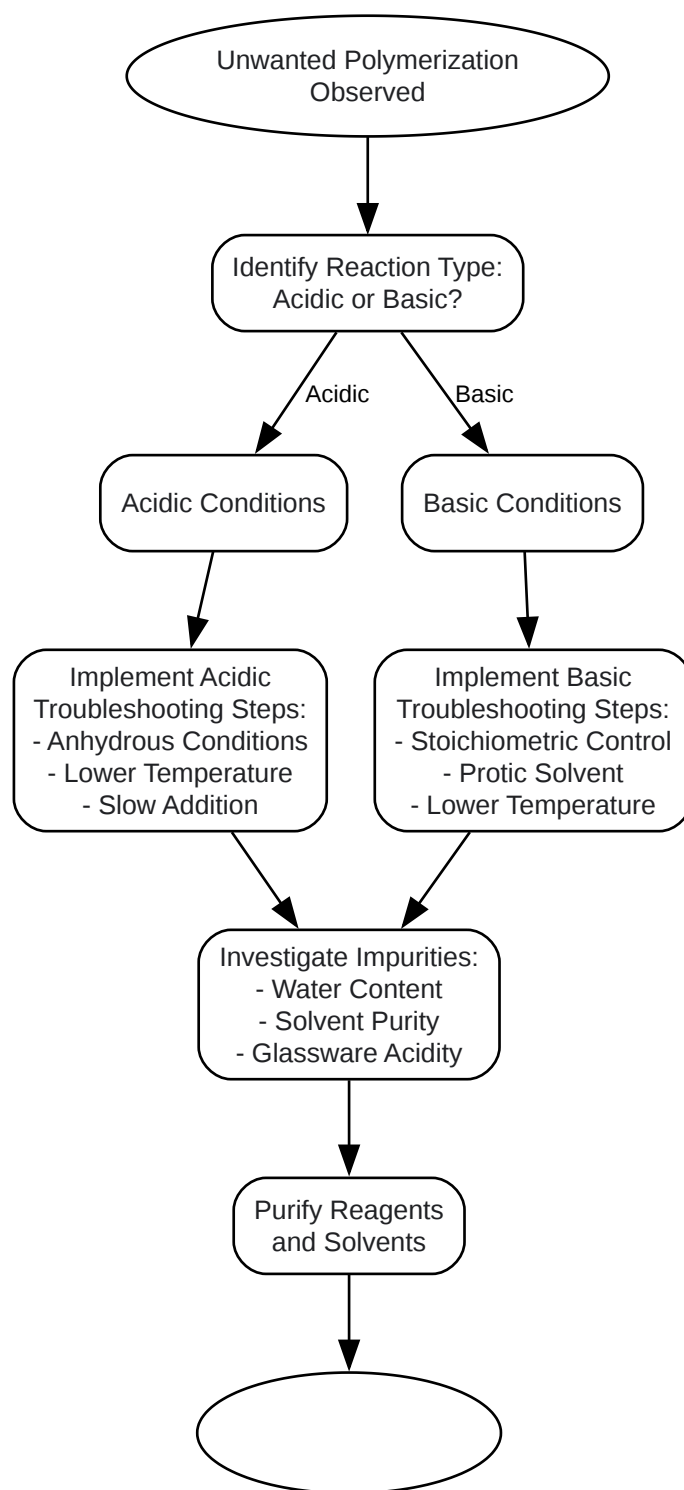 Unwanted Polymerization
Observed
Identify Reaction Type:
Acidic or Basic?
Acidic
Basic
Acidic Conditions
Basic Conditions
Implement Acidic
Troubleshooting Steps:
- Anhydrous Conditions
- Lower Temperature
- Slow Addition
Implement Basic
Troubleshooting Steps:
- Stoichiometric Control
- Protic Solvent
- Lower Temperature
Investigate Impurities:
- Water Content
- Solvent Purity
- Glassware Acidity
Purify Reagents
and Solvents